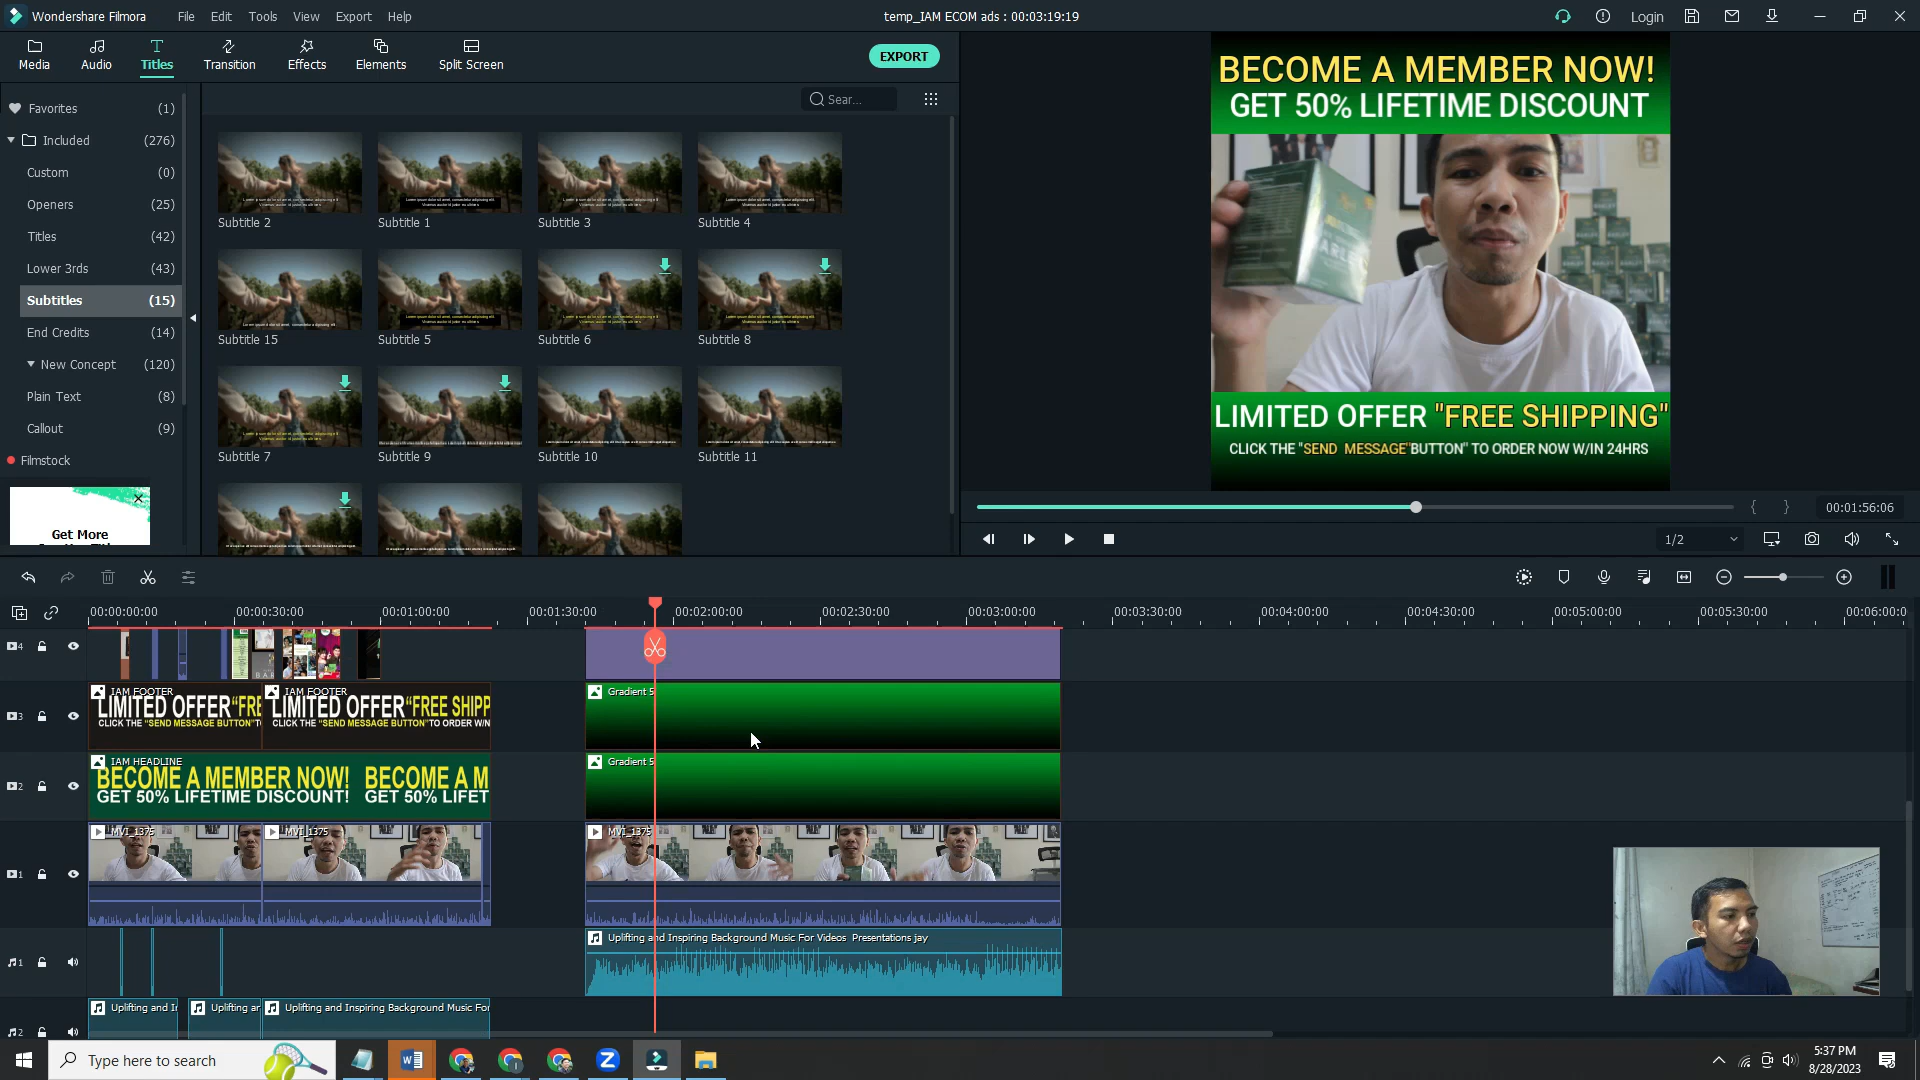 Wondershare Filmora
File Edit Tools View Export Help
temp_IAM ECOM ads : 00:03:19:19
Login
Media Audio Titles Transition Effects Elements Split Screen
EXPORT
Favorites (1)
Included (276)
Custom (0)
Openers (25)
Titles (42)
Lower 3rds (43)
Subtitles (15)
End Credits (14)
New Concept (120)
Plain Text (8)
Callout (9)
Filmstock
Get More
Sear...
Subtitle 2 Subtitle 1 Subtitle 3 Subtitle 4
Subtitle 15 Subtitle 5 Subtitle 6 Subtitle 8
Subtitle 7 Subtitle 9 Subtitle 10 Subtitle 11
BECOME A MEMBER NOW!
GET 50% LIFETIME DISCOUNT
LIMITED OFFER "FREE SHIPPING"
CLICK THE "SEND MESSAGE"BUTTON" TO ORDER NOW W/IN 24HRS
{ } 00:01:56:06
1/2
00:00:00:00 00:00:30:00 00:01:00:00 00:01:30:00 00:02:00:00 00:02:30:00 00:03:00:00 00:03:30:00 00:04:00:00 00:04:30:00 00:05:00:00 00:05:30:00 00:06:00:0
4
3
IAM FOOTER IAM FOOTER Gradient 5
LIMITED OFFER "FRE LIMITED OFFER "FREE SHIPP
CLICK THE "SEND MESSAGE BUTTON"T CLICK THE "SEND MESSAGE BUTTON"TO ORDER W/IN
2
IAM HEADLINE Gradient 5
BECOME A MEMBER NOW! BECOME A M
GET 50% LIFETIME DISCOUNT! GET 50% LIFET
1
MVI_1375 MVI_1375 MVI_1375
1
Uplifting and Inspiring Background Music For Videos Presentations jay
2
Uplifting and I Uplifting ar Uplifting and Inspiring Background Music For
Type here to search
5:37 PM
8/28/2023